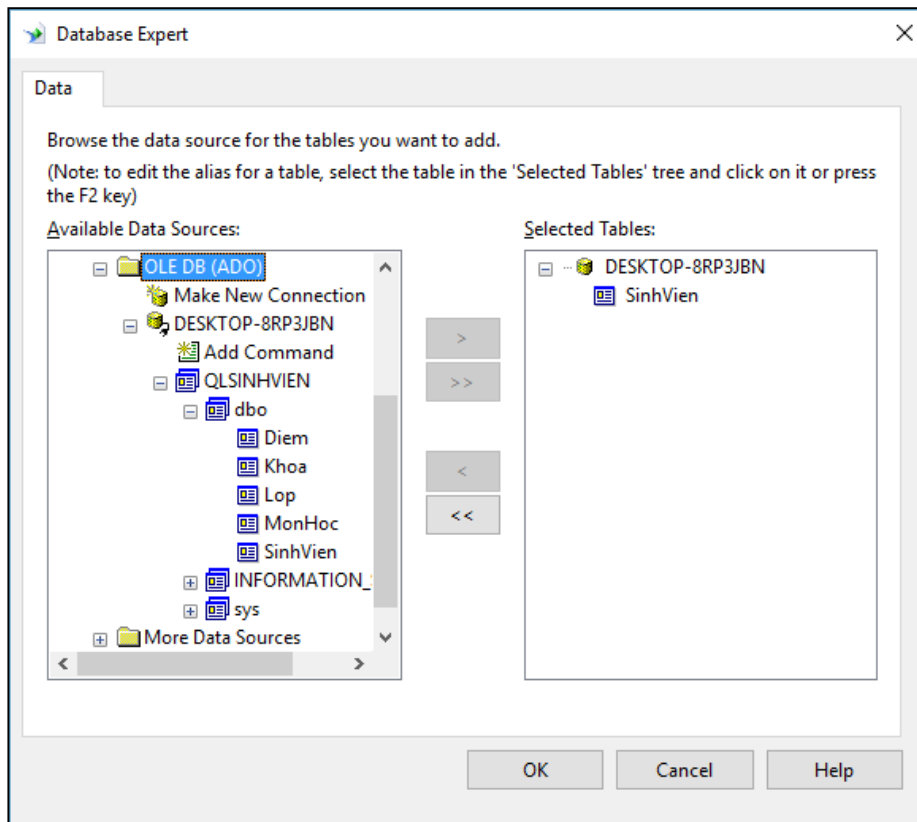 Database Expert
Data
Browse the data source for the tables you want to add.
(Note: to edit the alias for a table, select the table in the 'Selected Tables' tree and click on it or press
the F2 key)
Available Data Sources:
OLE DB (ADO)
Make New Connection
DESKTOP-8RP3JBN
Add Command
QLSINHVIEN
dbo
Diem
Khoa
Lop
MonHoc
SinhVien
INFORMATION_
sys
More Data Sources
>
>>
<
<<
Selected Tables:
DESKTOP-8RP3JBN
SinhVien
OK
Cancel
Help